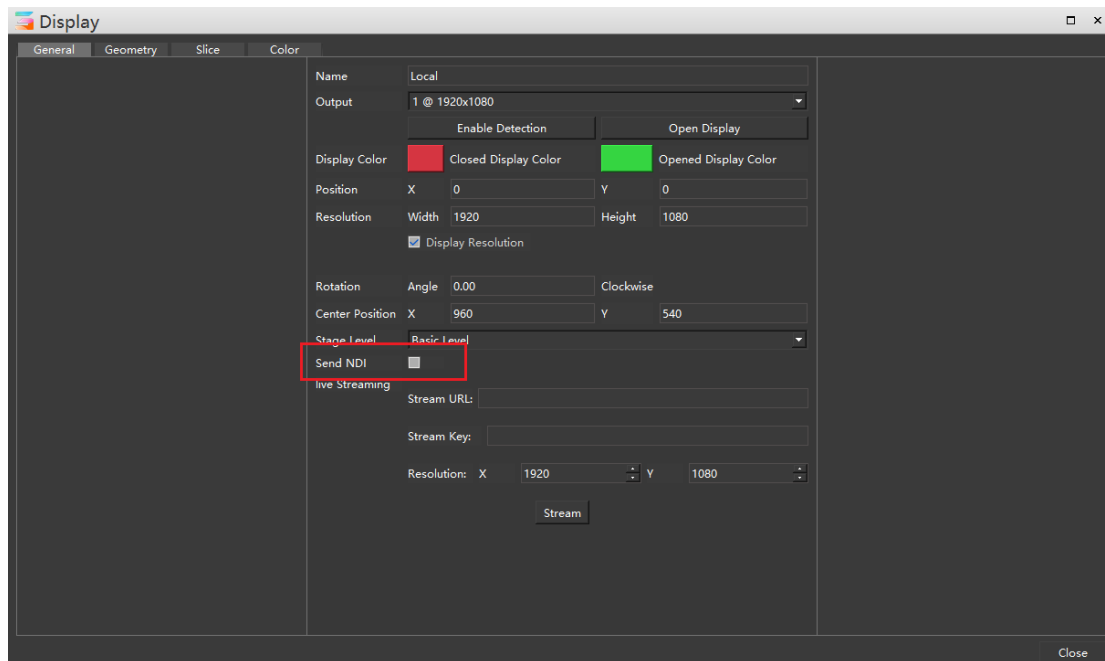 Display
General Geometry Slice Color
Name Local
Output 1 @ 1920x1080
Enable Detection Open Display
Display Color Closed Display Color Opened Display Color
Position X 0 Y 0
Resolution Width 1920 Height 1080
Display Resolution
Rotation Angle 0.00 Clockwise
Center Position X 960 Y 540
Stage Level Basic Level
Send NDI
live Streaming
Stream URL:
Stream Key:
Resolution: X 1920 Y 1080
Stream
Close